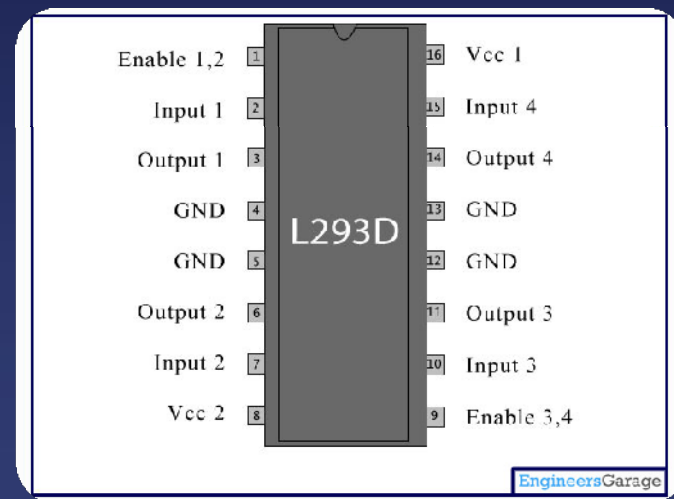 Enable 1,2 1 16 Vcc 1
Input 1 2 15 Input 4
Output 1 3 14 Output 4
GND 4 13 GND
L293D
GND 5 12 GND
Output 2 6 11 Output 3
Input 2 7 10 Input 3
Vcc 2 8 9 Enable 3,4
EngineersGarage